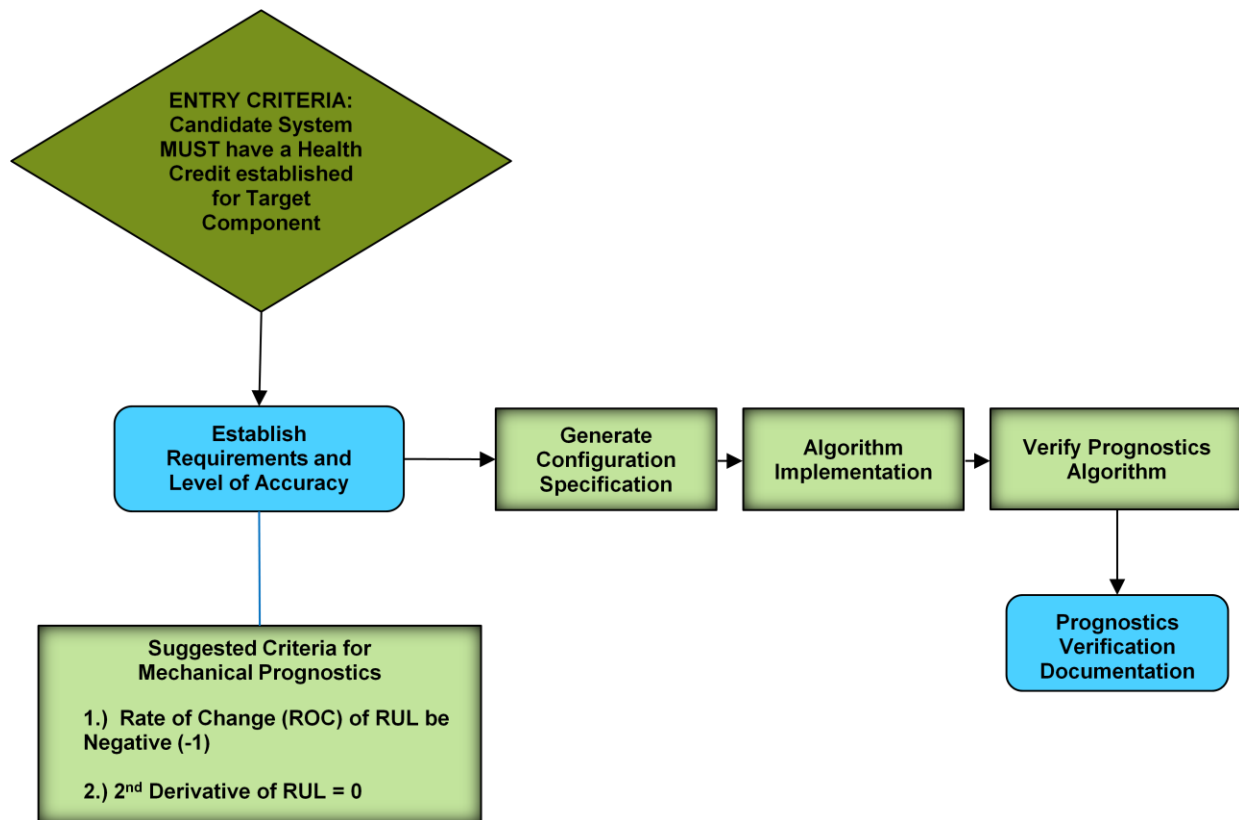 ENTRY CRITERIA:
Candidate System
MUST have a Health
Credit established
for Target
Component
Establish
Requirements and
Level of Accuracy
Generate
Configuration
Specification
Algorithm
Implementation
Verify Prognostics
Algorithm
Suggested Criteria for
Mechanical Prognostics
1.) Rate of Change (ROC) of RUL be
Negative (-1)
2.) 2nd Derivative of RUL = 0
Prognostics
Verification
Documentation